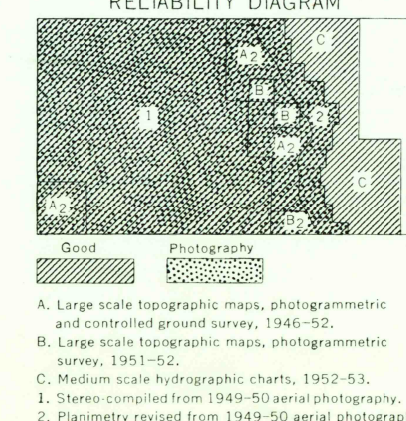 RELIABILITY DIAGRAM
A2
C
B
1
B
2
A2
C
A2
B2
Good Photography
A. Large scale topographic maps, photogrammetric
and controlled ground survey, 1946-52.
B. Large scale topographic maps, photogrammetric
survey, 1951-52.
C. Medium scale hydrographic charts, 1952-53.
1. Stereo-compiled from 1949-50 aerial photography.
2. Planimetry revised from 1949-50 aerial photograp